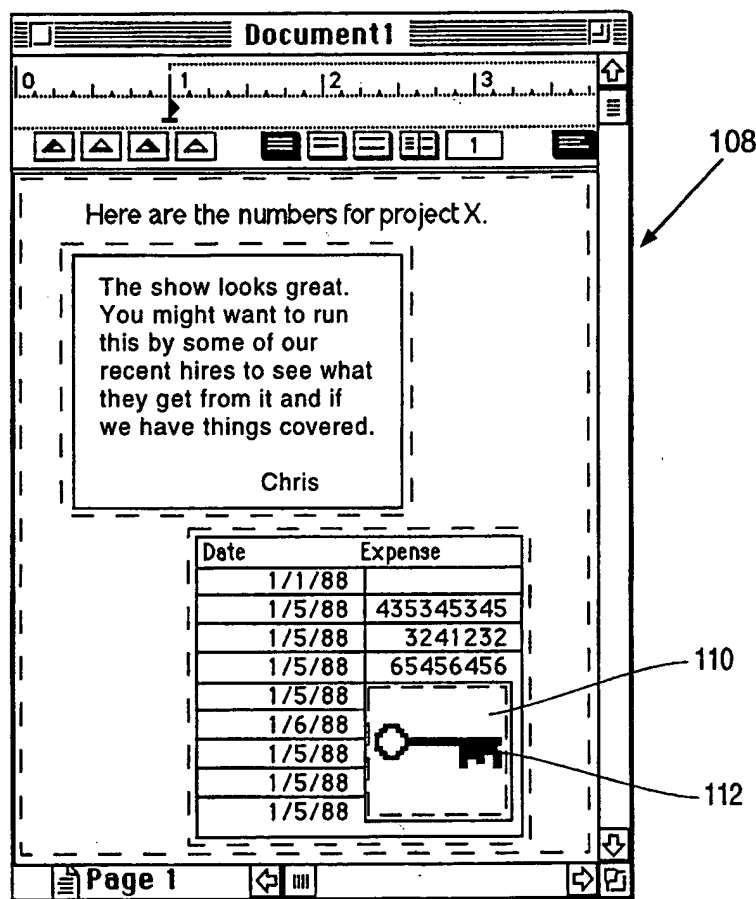 Document1
0 1 2 3
1
108
Here are the numbers for project X.
The show looks great.
You might want to run
this by some of our
recent hires to see what
they get from it and if
we have things covered.
Chris
Date Expense
1/1/88
1/5/88 435345345
1/5/88 3241232
1/5/88 65456456
1/5/88
1/6/88
1/5/88
1/5/88
1/5/88
110
112
Page 1